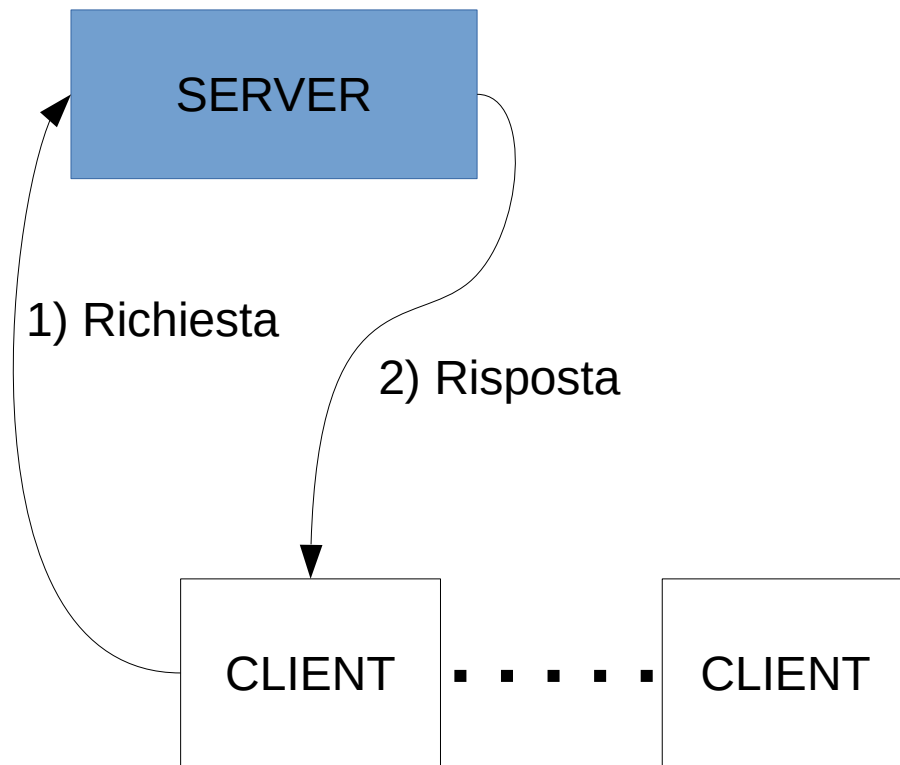 SERVER
1) Richiesta
2) Risposta
CLIENT
CLIENT